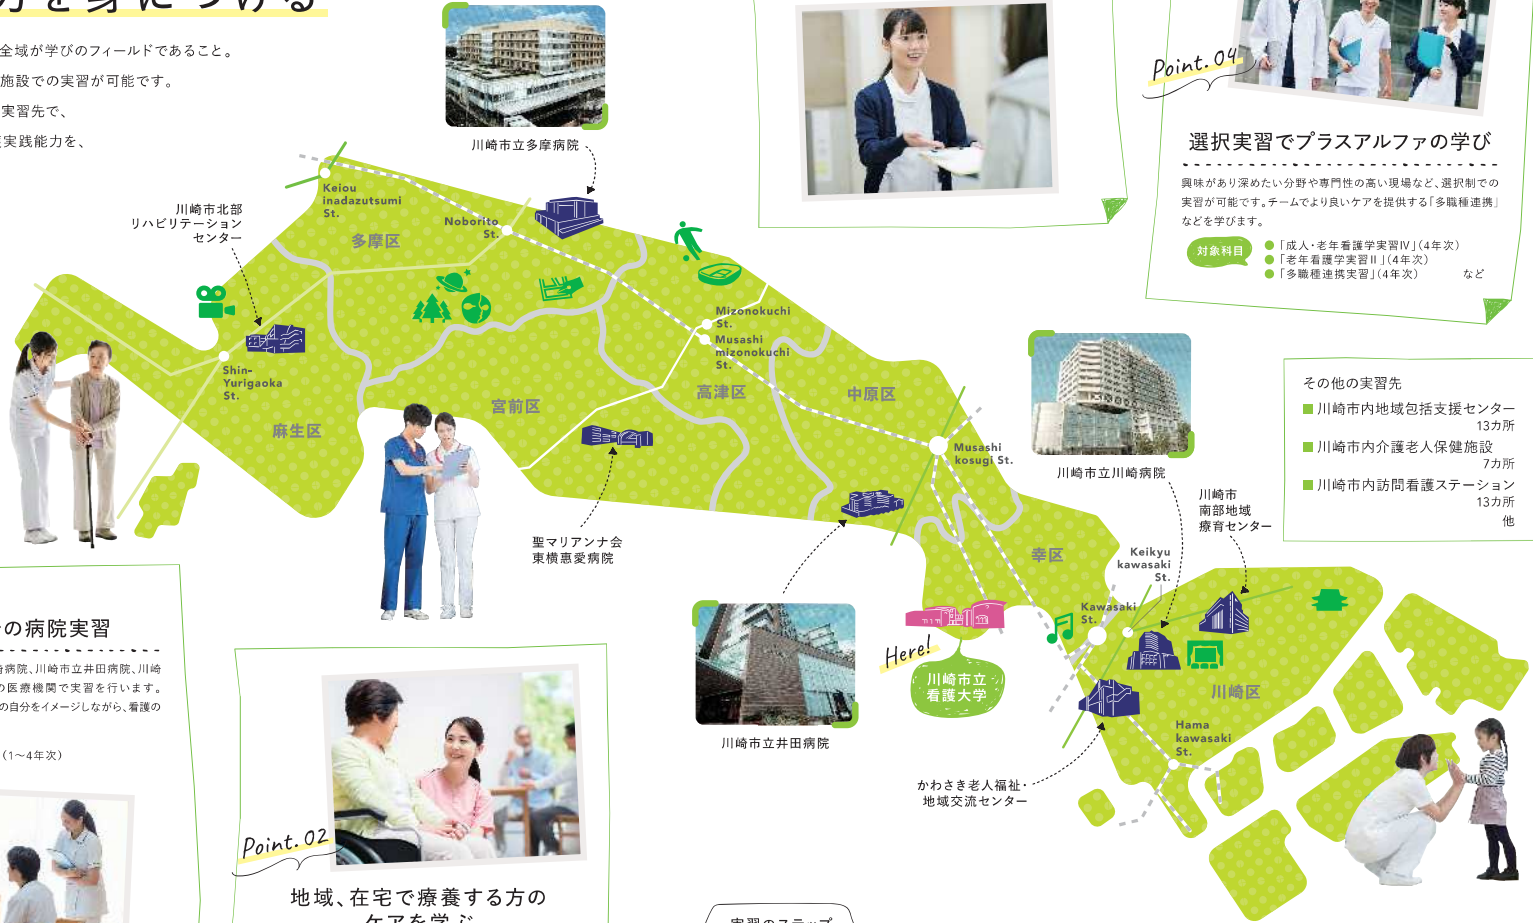 力を身につける
全域が学びのフィールドであること。
施設での実習が可能です。
実習先で、
実践能力を、
川崎市立多摩病院
川崎市北部
リハビリテーション
センター
Keiou
inadazutsumi
St.
多摩区
Noborito
St.
Shin-
Yurigaoka
St.
麻生区
宮前区
Mizonokuchi
St.
Musashi
mizonokuchi
St.
高津区
中原区
Musashi
kosugi St.
聖マリアンナ会
東横惠愛病院
川崎市立井田病院
Here!
川崎市立
看護大学
幸区
Kawasaki
St.
Keikyu
kawasaki
St.
川崎市立川崎病院
川崎市
南部地域
療育センター
川崎区
Hama
kawasaki
St.
かわさき老人福祉・
地域交流センター
Point. 04
選択実習でプラスアルファの学び
興味があり深めたい分野や専門性の高い現場など、選択制での
実習が可能です。チームでより良いケアを提供する「多職種連携」
などを学びます。
対象科目
「成人・老年看護学実習Ⅳ」（4年次）
「老年看護学実習Ⅱ」（4年次）
「多職種連携実習」（4年次） など
その他の実習先
川崎市内地域包括支援センター
13カ所
川崎市内介護老人保健施設
7カ所
川崎市内訪問看護ステーション
13カ所
他
の病院実習
病院、川崎市立井田病院、川崎
の医療機関で実習を行います。
の自分をイメージしながら、看護の
（1～4年次）
Point. 02
地域、在宅で療養する方の
ケアを学ぶ
実習のステップ